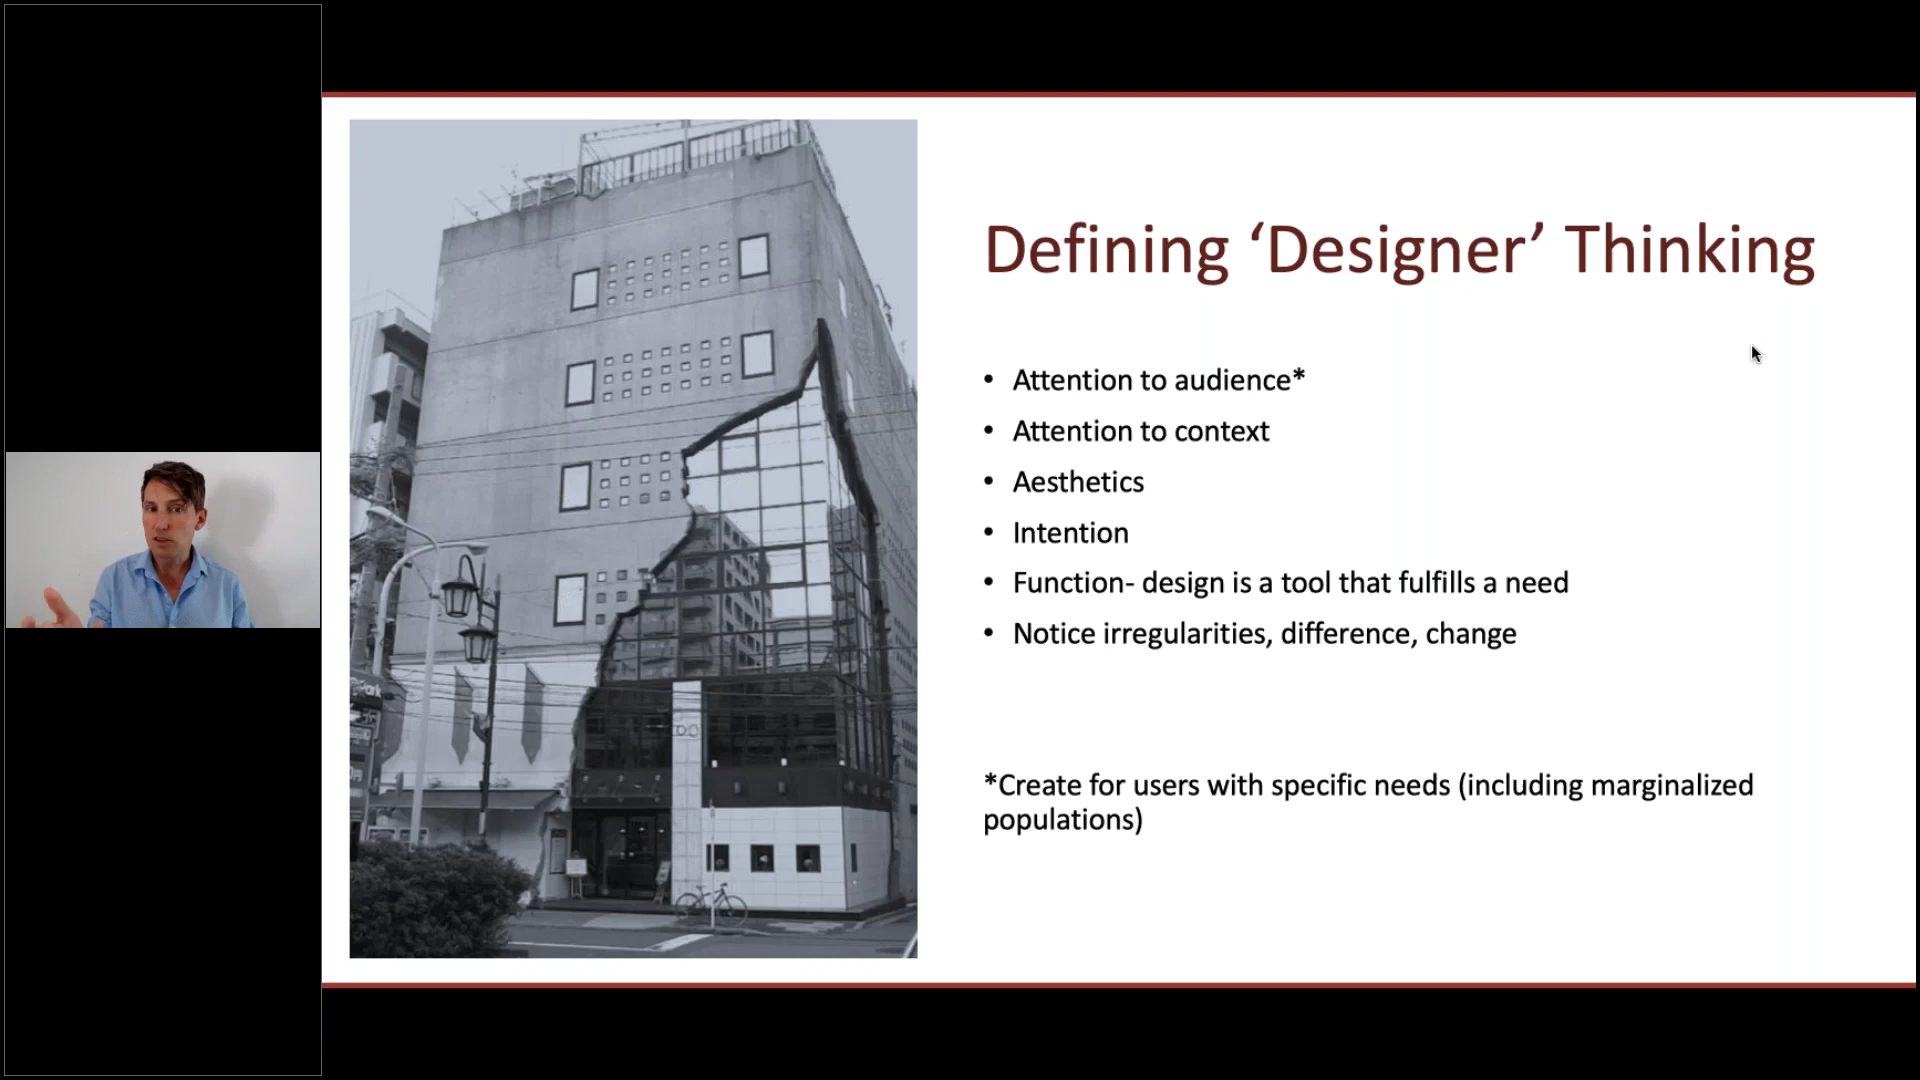 Defining ‘Designer’ Thinking
• Attention to audience*
• Attention to context
• Aesthetics
• Intention
• Function- design is a tool that fulfills a need
• Notice irregularities, difference, change
*Create for users with specific needs (including marginalized
populations)